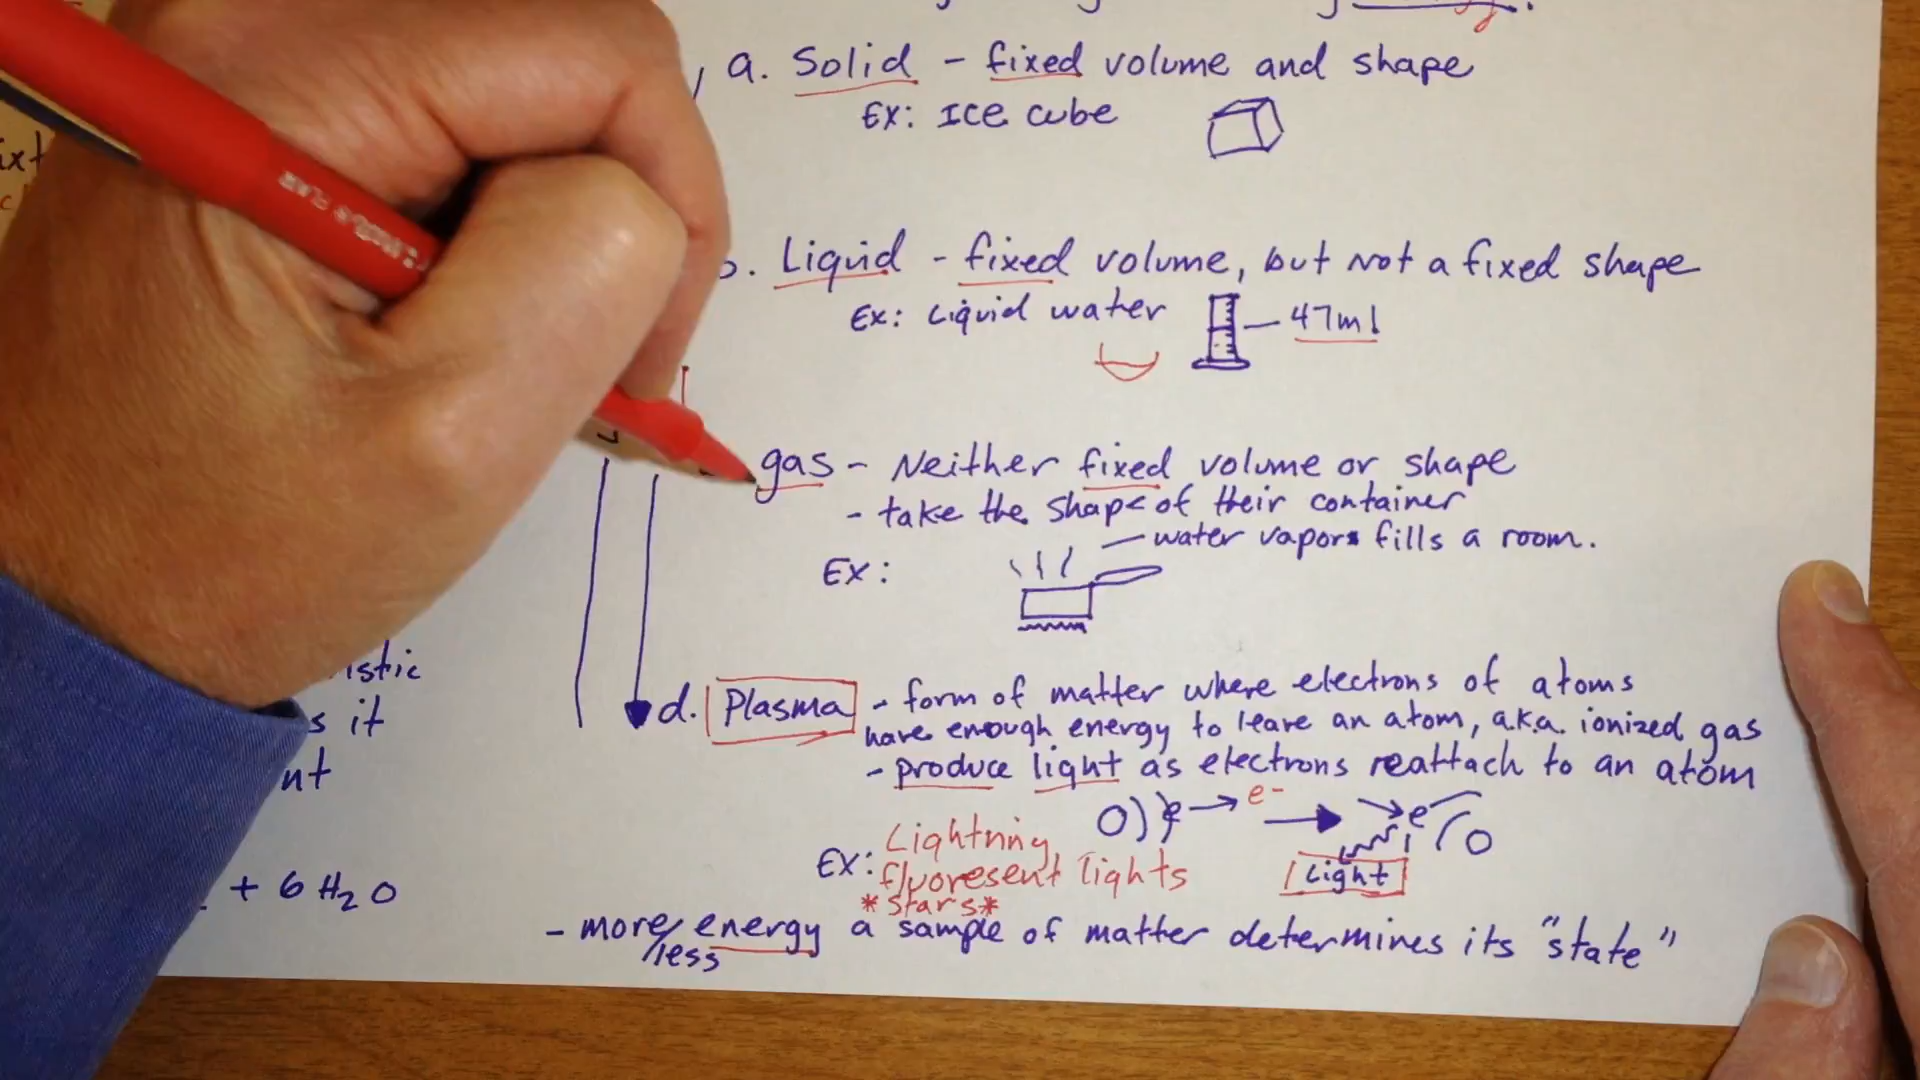 a. Solid - fixed volume and shape
Ex: Ice cube
. Liquid - fixed volume, but not a fixed shape
Ex: Liquid water
47ml
gas - Neither fixed volume or shape
- take the shape of their container
water vapors fills a room.
Ex:
d. Plasma - form of matter where electrons of atoms
have enough energy to leave an atom, a.k.a. ionized gas
- produce light as electrons reattach to an atom
e → e-
e
Ex: Lightning
fluoresent lights
*stars*
Light
- more/less energy a sample of matter determines its "state"
istic
s it
nt
+ 6 H2O
ixt